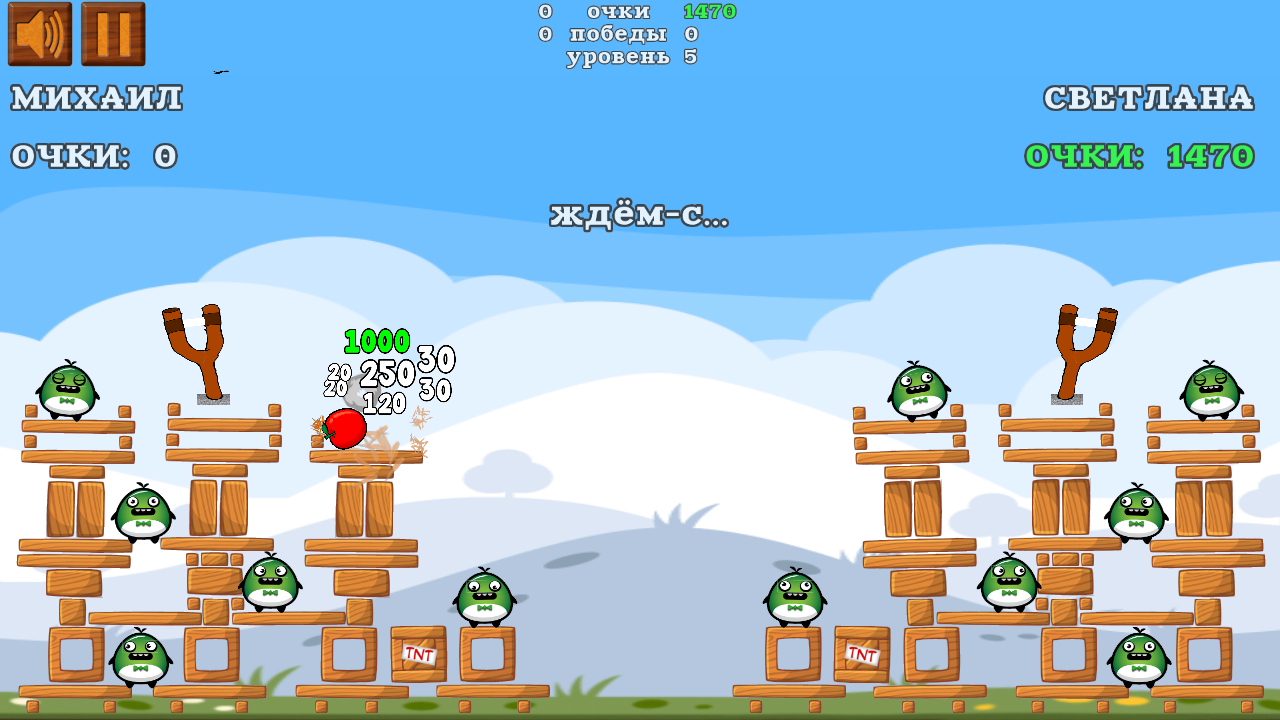 0 очки 1470
0 победы 0
уровень 5
МИХАИЛ
СВЕТЛАНА
ОЧКИ: 0
ОЧКИ: 1470
ждём-с...
1000
30
20
250
20
30
120
TNT
TNT